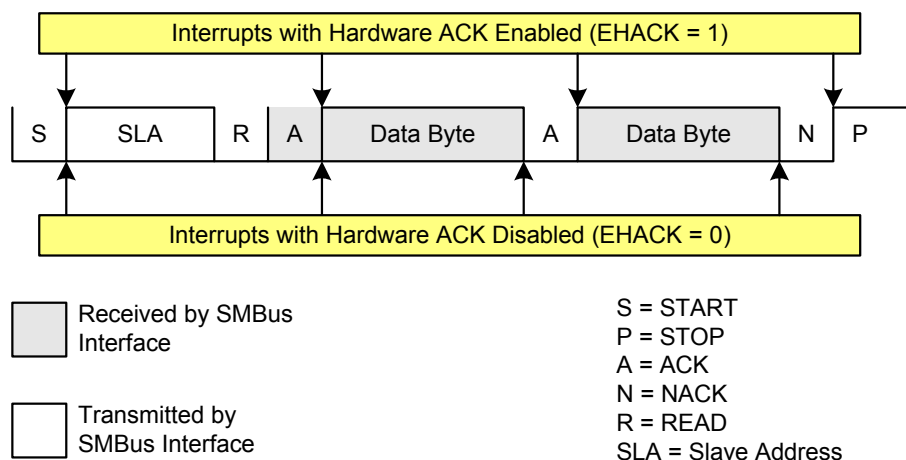 Interrupts with Hardware ACK Enabled (EHACK = 1)
S SLA R A Data Byte A Data Byte N P
Interrupts with Hardware ACK Disabled (EHACK = 0)
Received by SMBus
Interface
Transmitted by
SMBus Interface
S = START
P = STOP
A = ACK
N = NACK
R = READ
SLA = Slave Address